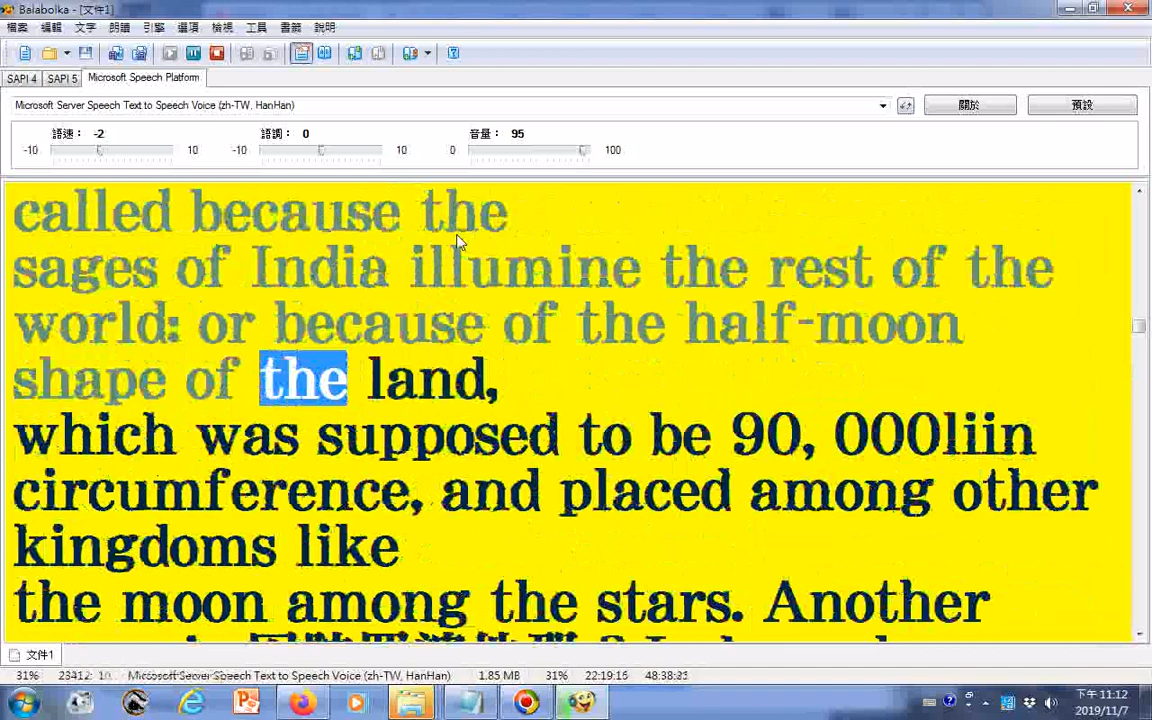 Balabolka - [文件1]
檔案 編輯 文字 朗讀 引擎 選項 檢視 工具 書籤 說明
SAPI 4 SAPI 5 Microsoft Speech Platform
Microsoft Server Speech Text to Speech Voice (zh-TW, HanHan) 關於 預設
語速： -2 語調： 0 音量： 95
-10 10 -10 10 0 100
called because the
sages of India illumine the rest of the
world: or because of the half-moon
shape of the land,
which was supposed to be 90, 000liin
circumference, and placed among other
kingdoms like
the moon among the stars. Another
文件1
31% 23412: 1 Microsoft Server Speech Text to Speech Voice (zh-TW, HanHan) 1.85 MB 31% 22:19:15
下午 11:12
2019/11/7